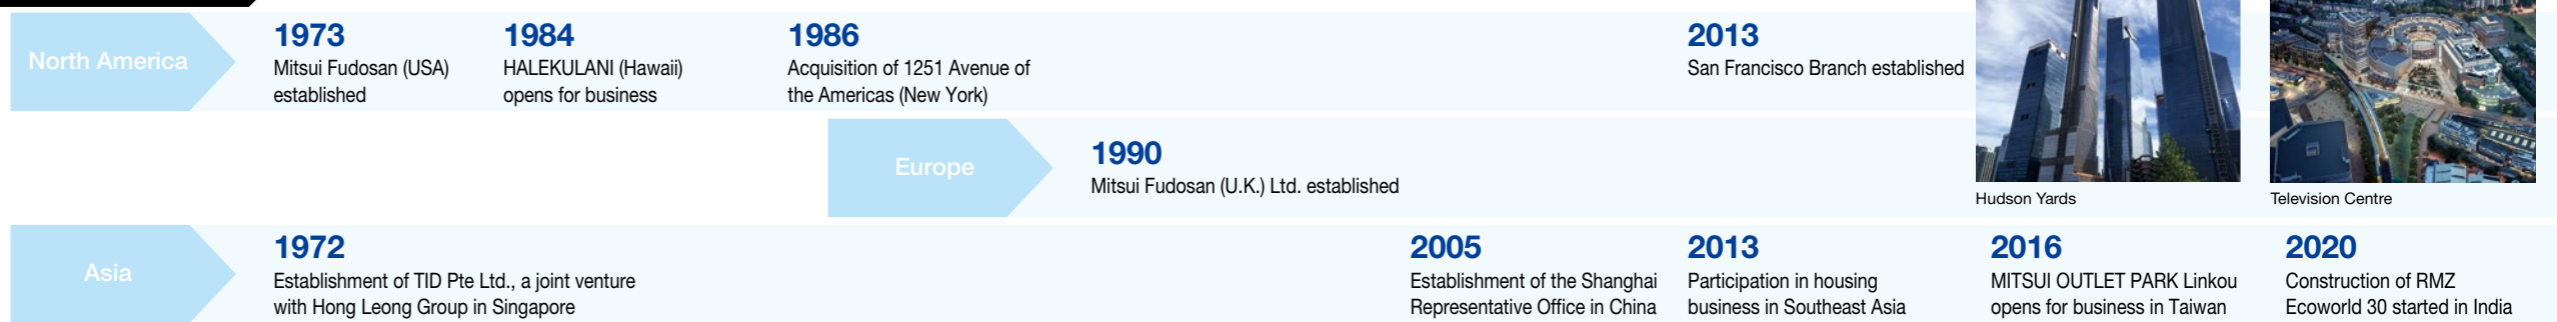 North America
1973
Mitsui Fudosan (USA)
established
1984
HALEKULANI (Hawaii)
opens for business
1986
Acquisition of 1251 Avenue of
the Americas (New York)
2013
San Francisco Branch established
Hudson Yards
Television Centre
Europe
1990
Mitsui Fudosan (U.K.) Ltd. established
Asia
1972
Establishment of TID Pte Ltd., a joint venture
with Hong Leong Group in Singapore
2005
Establishment of the Shanghai
Representative Office in China
2013
Participation in housing
business in Southeast Asia
2016
MITSUI OUTLET PARK Linkou
opens for business in Taiwan
2020
Construction of RMZ
Ecoworld 30 started in India